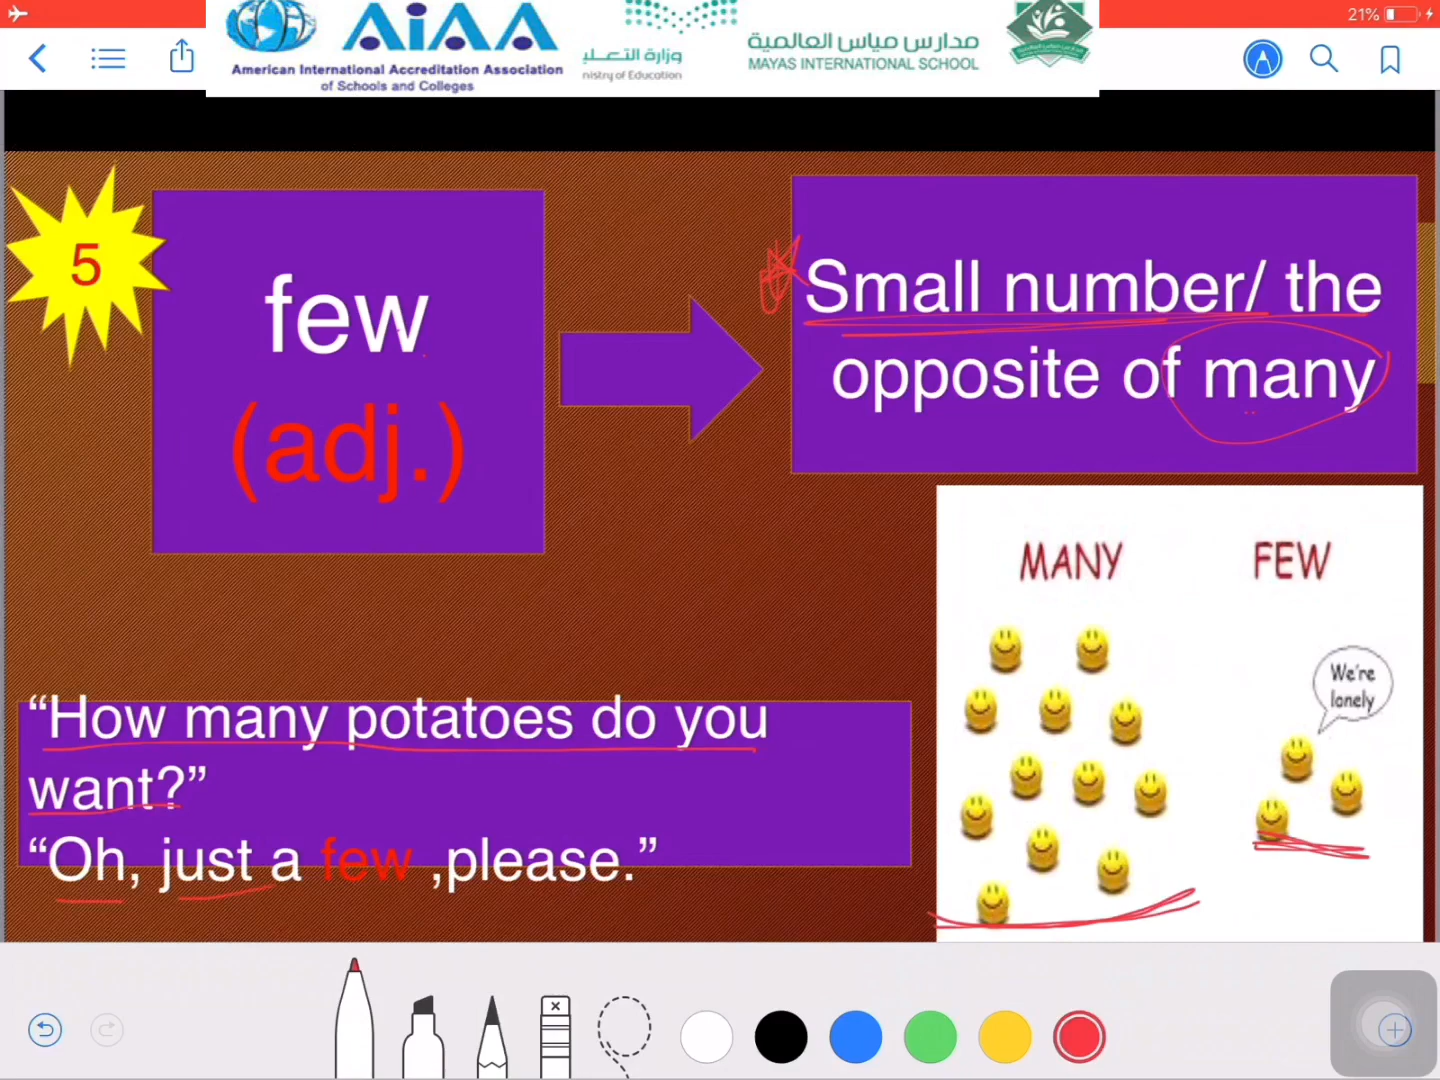 21%
AiAA
American International Accreditation Association
of Schools and Colleges
وزارة التعليـ
nistry of Education
مدارس مياس العالمية
MAYAS INTERNATIONAL SCHOOL
5
few
(adj.)
Small number/ the
opposite of many
MANY FEW
We're
lonely
“How many potatoes do you
want?”
“Oh, just a few ,please.”